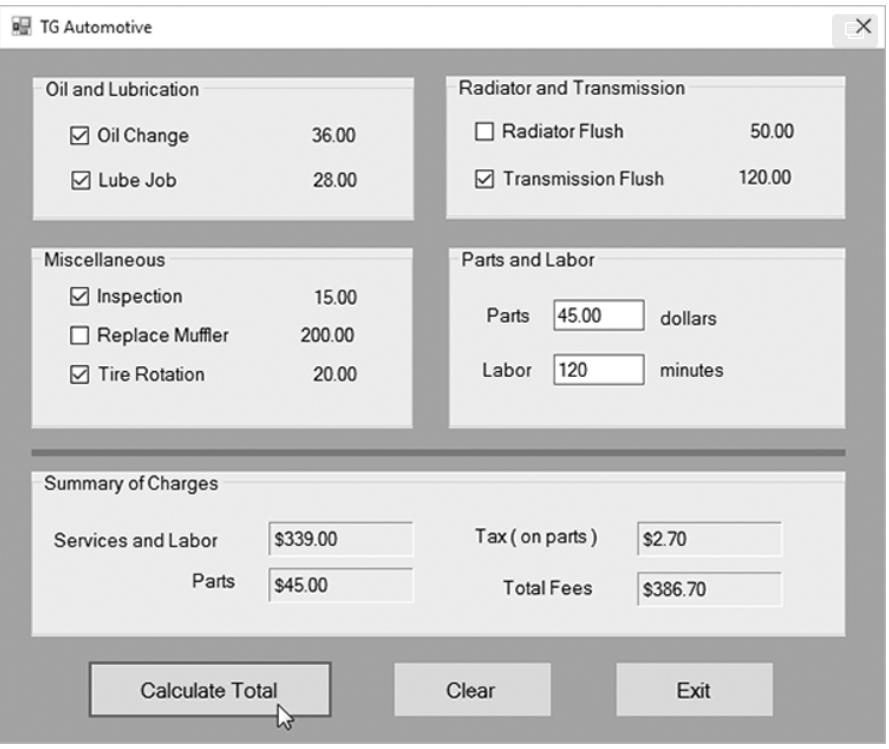 TG Automotive
Oil and Lubrication
Oil Change 36.00
Lube Job 28.00
Radiator and Transmission
Radiator Flush 50.00
Transmission Flush 120.00
Miscellaneous
Inspection 15.00
Replace Muffler 200.00
Tire Rotation 20.00
Parts and Labor
Parts 45.00 dollars
Labor 120 minutes
Summary of Charges
Services and Labor $339.00
Parts $45.00
Tax ( on parts ) $2.70
Total Fees $386.70
Calculate Total
Clear
Exit